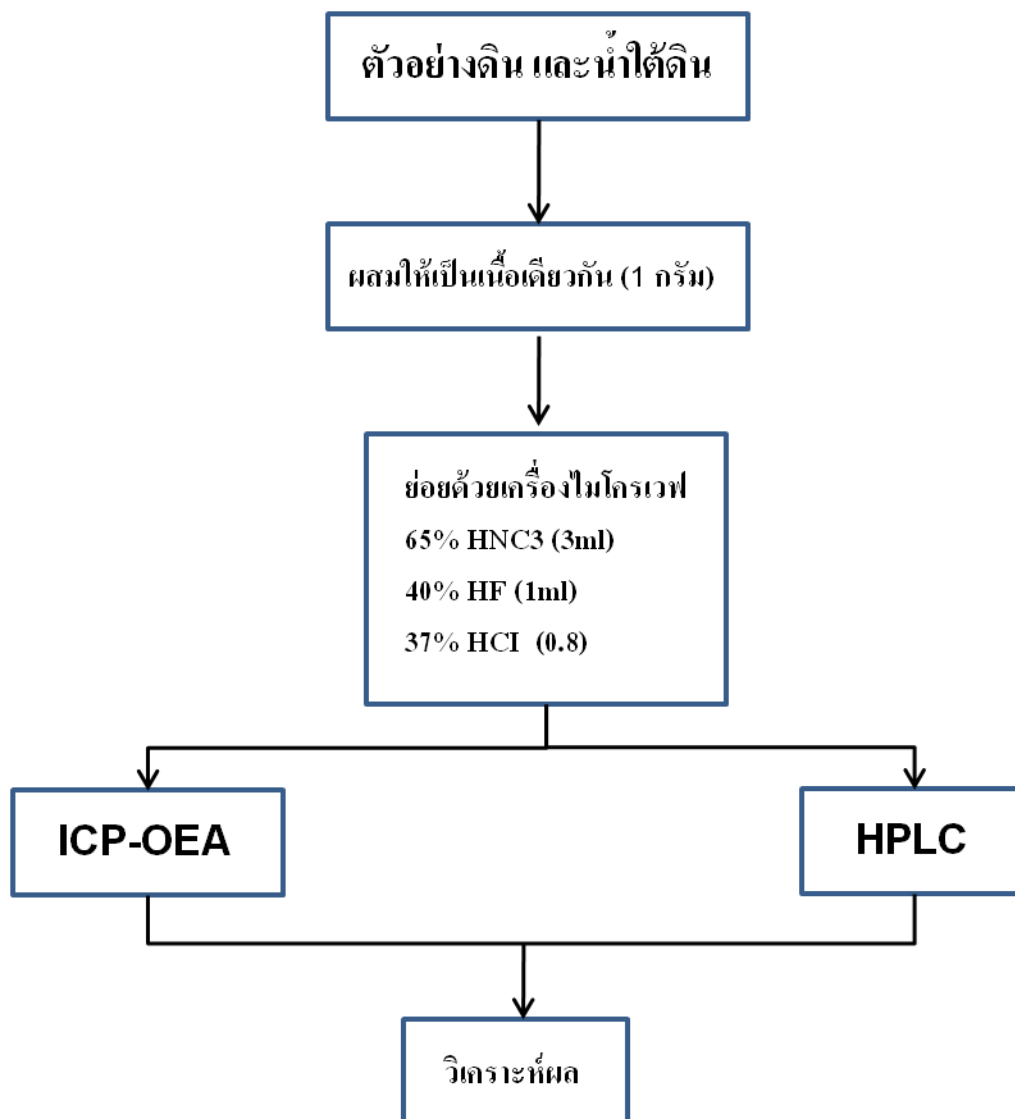 ตัวอย่างดิน และน้ำใต้ดิน
ผสมให้เป็นเนื้อเดียวกัน (1 กรัม)
ย่อยด้วยเครื่องไมโครเวฟ
65% HNC3 (3ml)
40% HF (1ml)
37% HCI (0.8)
ICP-OEA
HPLC
วิเคราะห์ผล